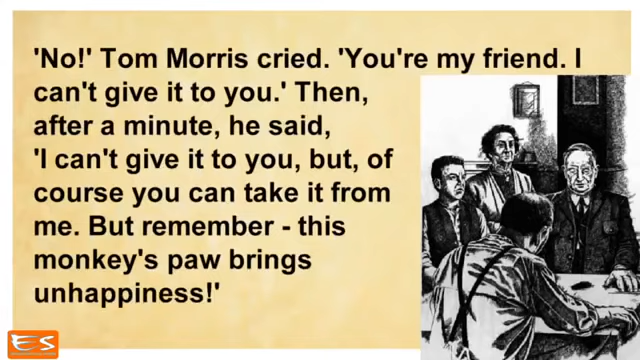 'No!' Tom Morris cried. 'You're my friend. I
can't give it to you.' Then,
after a minute, he said,
'I can't give it to you, but, of
course you can take it from
me. But remember - this
monkey's paw brings
unhappiness!'
ES